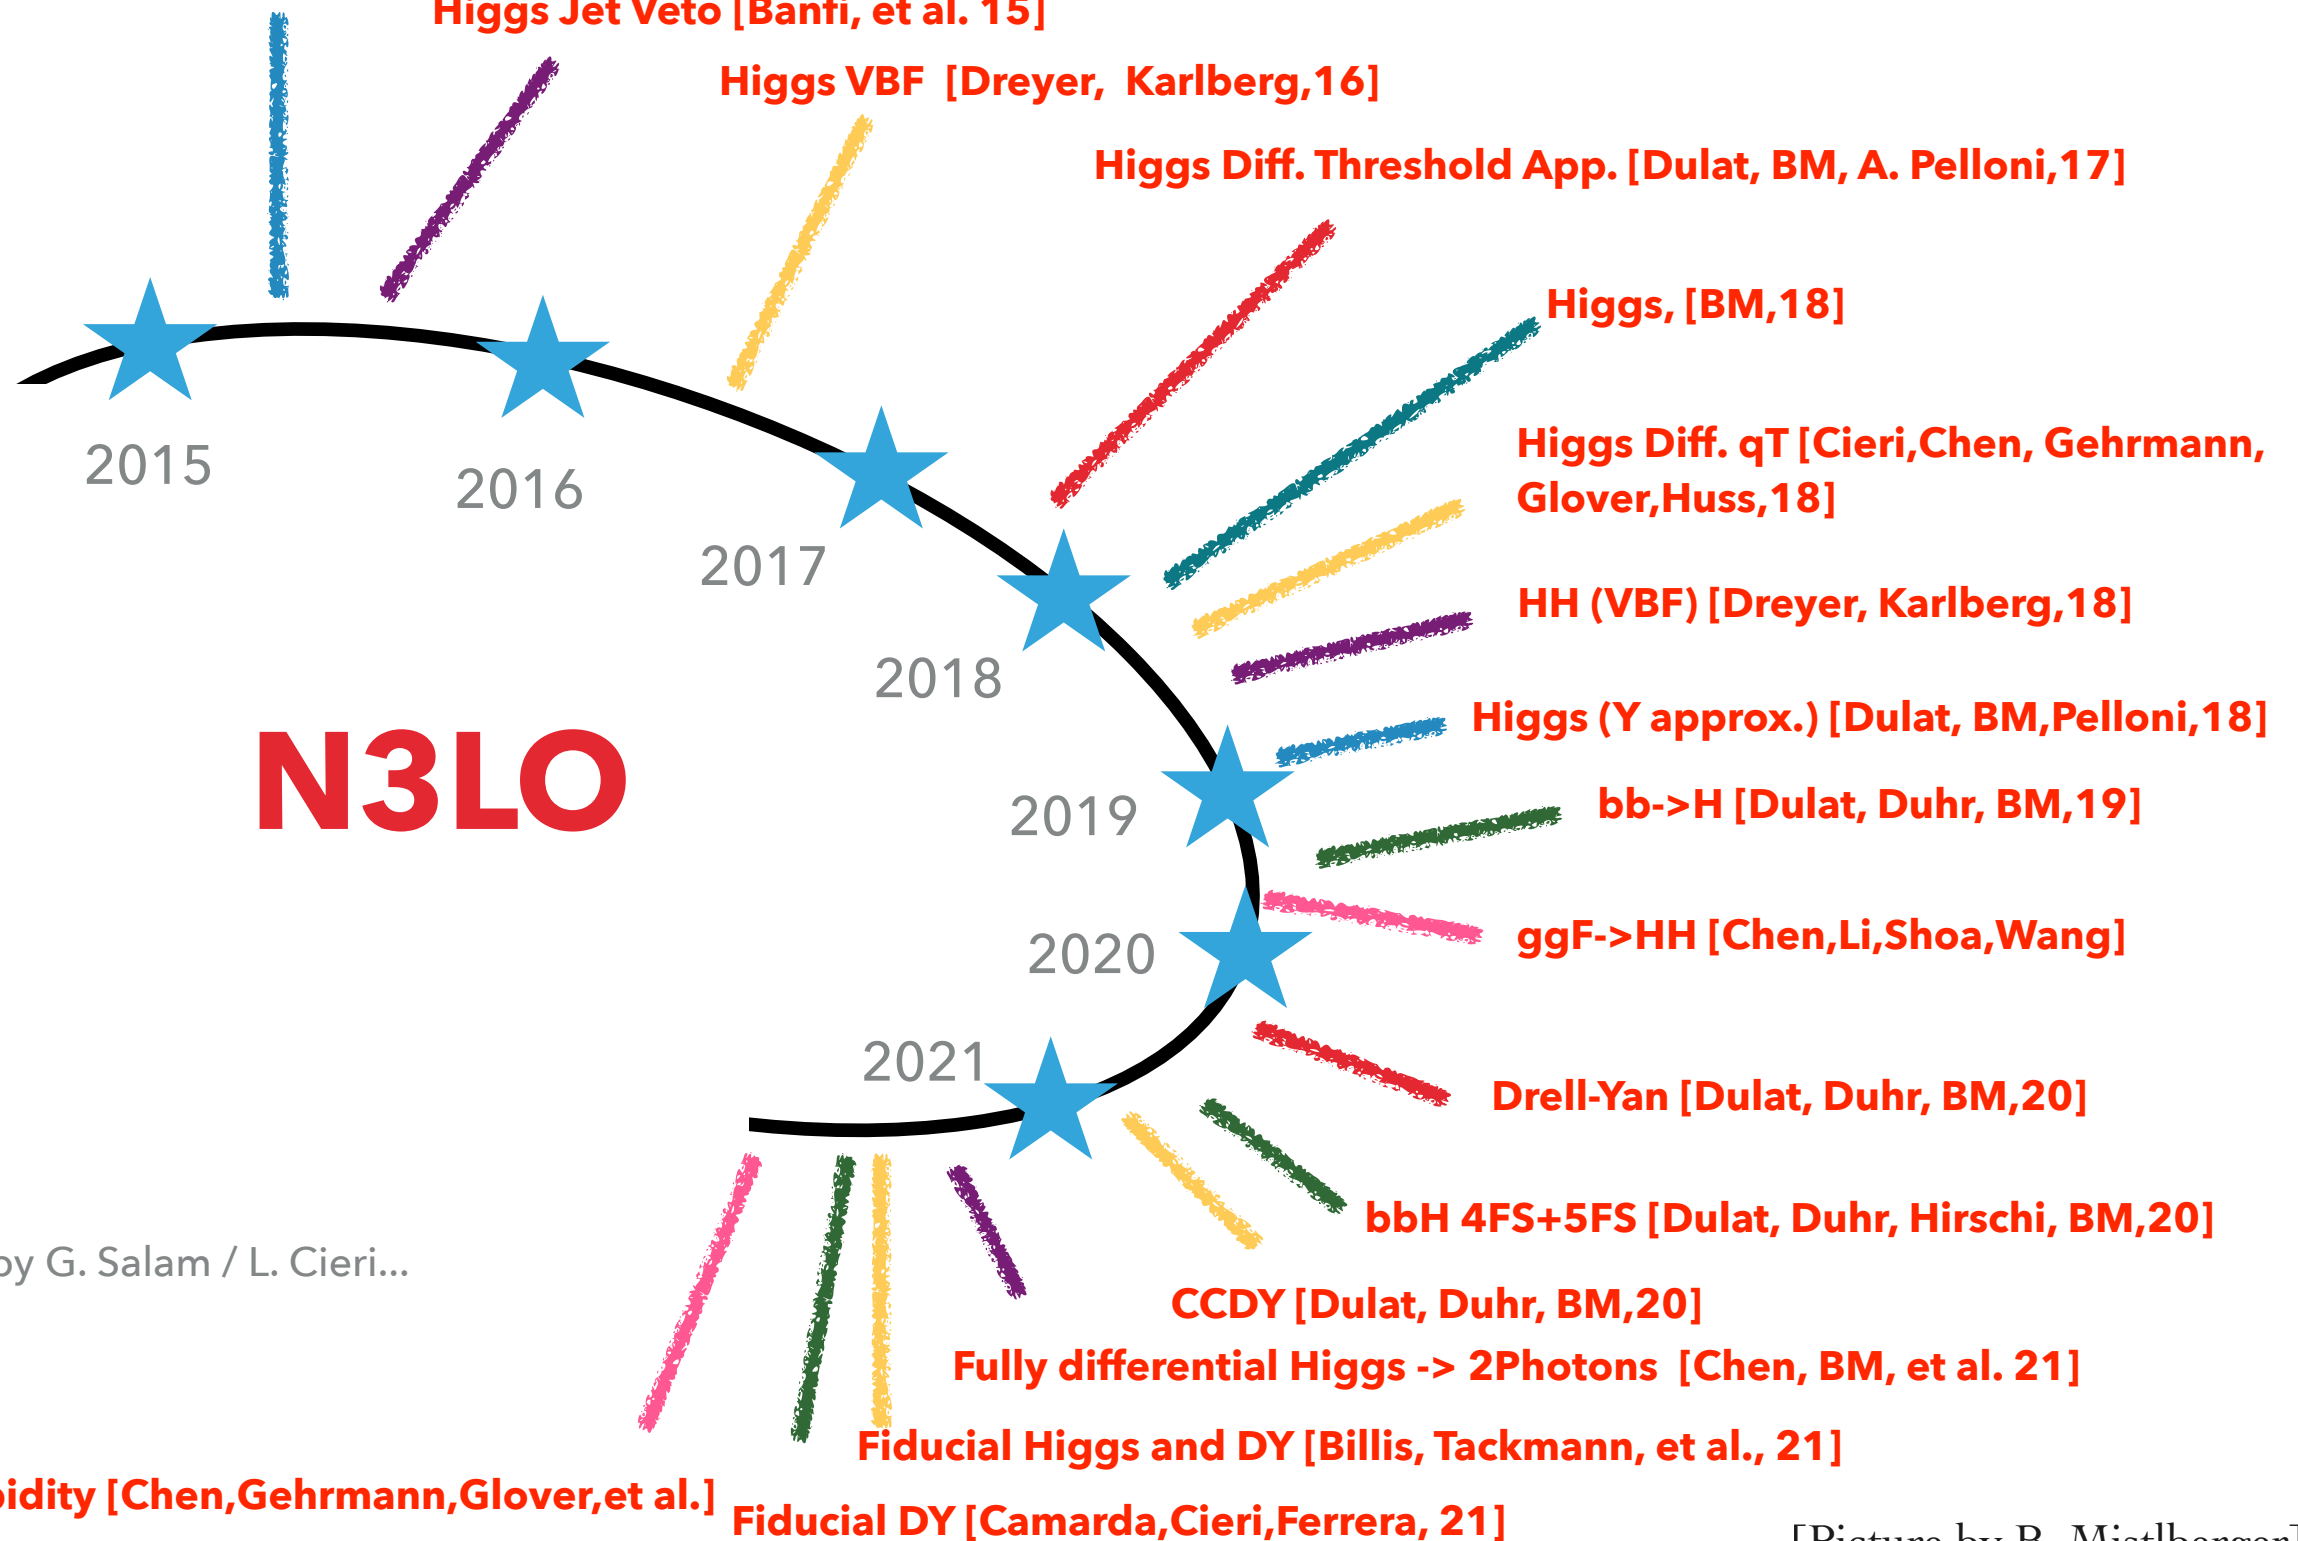 Higgs Jet Veto [Banfi, et al. 15]
Higgs VBF [Dreyer, Karlberg,16]
Higgs Diff. Threshold App. [Dulat, BM, A. Pelloni,17]
Higgs, [BM,18]
Higgs Diff. qT [Cieri,Chen, Gehrmann,
Glover,Huss,18]
2015
2016
2017
HH (VBF) [Dreyer, Karlberg,18]
2018
Higgs (Y approx.) [Dulat, BM,Pelloni,18]
N3LO
2019
bb->H [Dulat, Duhr, BM,19]
ggF->HH [Chen,Li,Shoa,Wang]
2020
2021
Drell-Yan [Dulat, Duhr, BM,20]
bbH 4FS+5FS [Dulat, Duhr, Hirschi, BM,20]
by G. Salam / L. Cieri...
CCDY [Dulat, Duhr, BM,20]
Fully differential Higgs -> 2Photons [Chen, BM, et al. 21]
Fiducial Higgs and DY [Billis, Tackmann, et al., 21]
pidity [Chen,Gehrmann,Glover,et al.]
Fiducial DY [Camarda,Cieri,Ferrera, 21]
[Picture by B. Mistlberger]